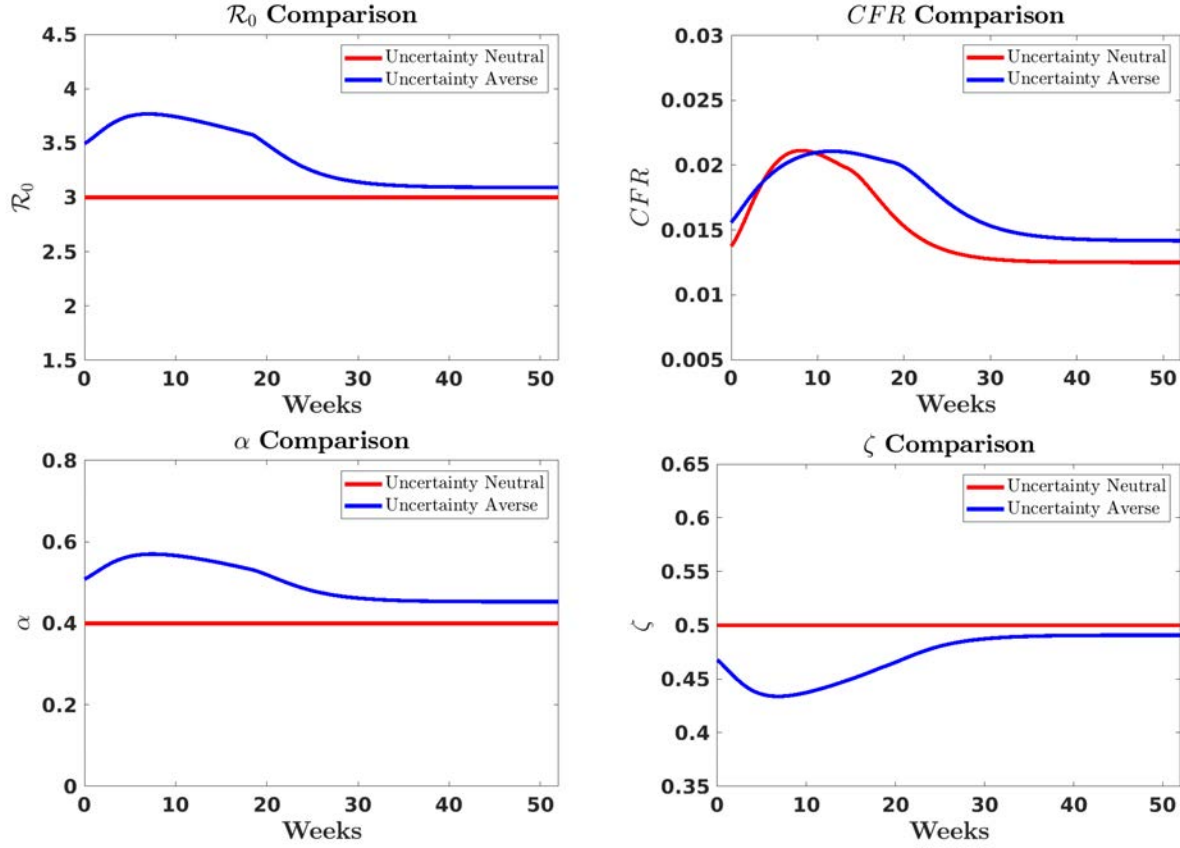 R₀ Comparison
R₀
4.5
4
3.5
3
2.5
2
1.5
Uncertainty Neutral
Uncertainty Averse
0 10 20 30 40 50
Weeks
CFR Comparison
CFR
0.03
0.025
0.02
0.015
0.01
0.005
Uncertainty Neutral
Uncertainty Averse
0 10 20 30 40 50
Weeks
α Comparison
α
0.8
0.6
0.4
0.2
0
Uncertainty Neutral
Uncertainty Averse
0 10 20 30 40 50
Weeks
ζ Comparison
ζ
0.65
0.6
0.55
0.5
0.45
0.4
0.35
Uncertainty Neutral
Uncertainty Averse
0 10 20 30 40 50
Weeks